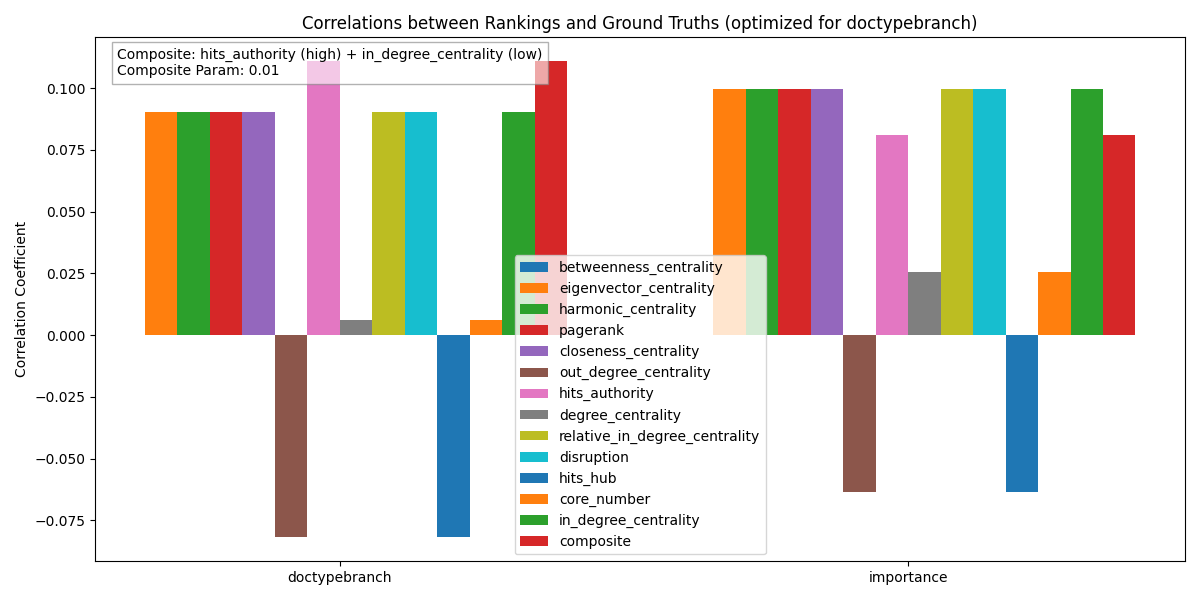 Correlations between Rankings and Ground Truths (optimized for doctypebranch)
Composite: hits_authority (high) + in_degree_centrality (low)
Composite Param: 0.01
Correlation Coefficient
0.100
0.075
0.050
0.025
0.000
−0.025
−0.050
−0.075
betweenness_centrality
eigenvector_centrality
harmonic_centrality
pagerank
closeness_centrality
out_degree_centrality
hits_authority
degree_centrality
relative_in_degree_centrality
disruption
hits_hub
core_number
in_degree_centrality
composite
doctypebranch
importance